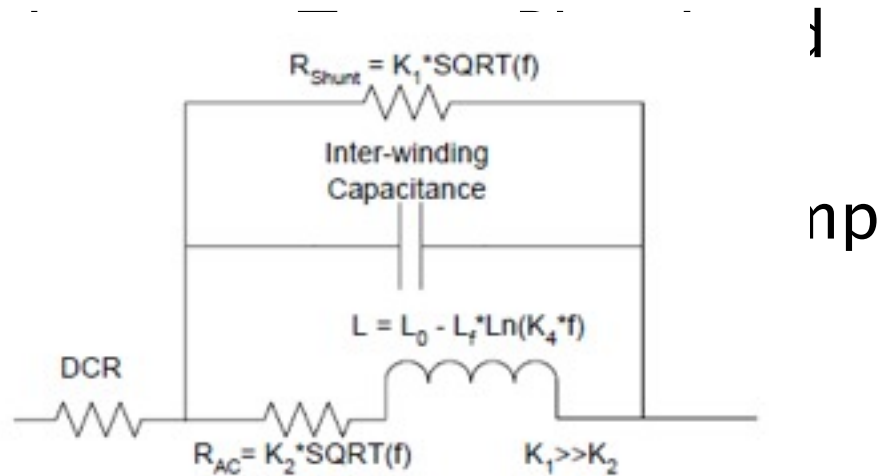 R_Shunt = K_1*SQRT(f)
Inter-winding
Capacitance
L = L_0 - L_f*Ln(K_4*f)
DCR
R_AC= K_2*SQRT(f)
K_1>>K_2